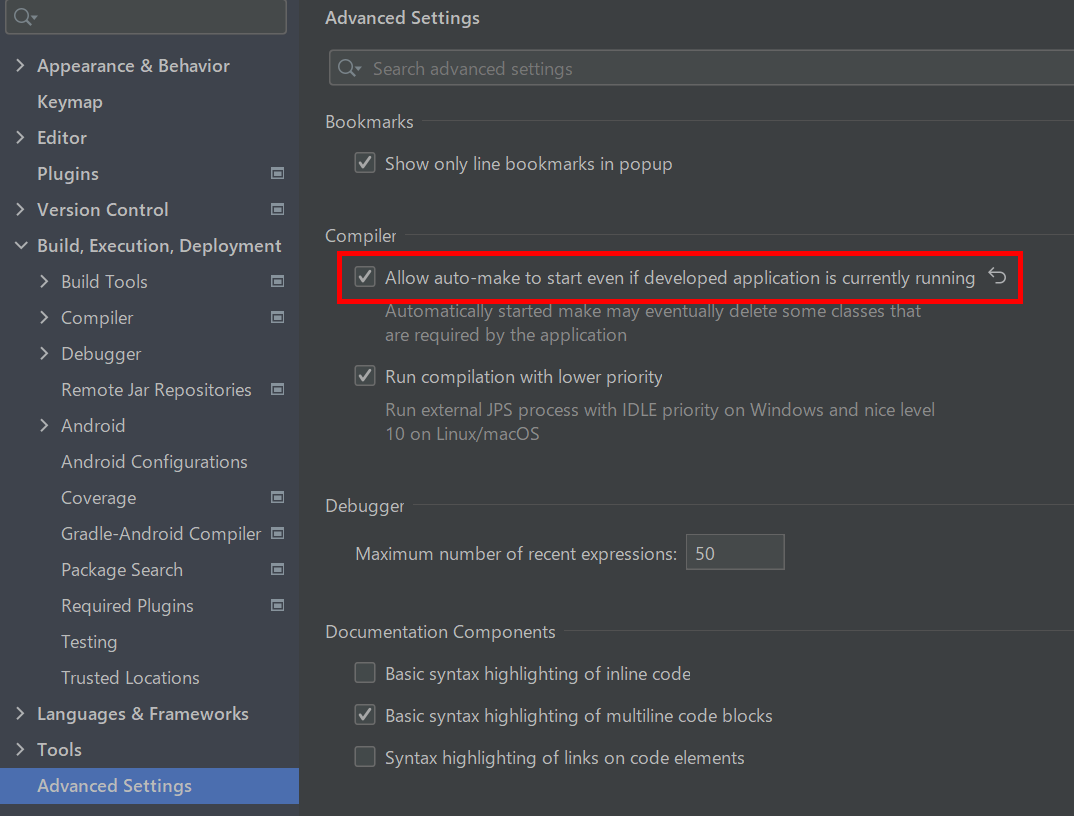 Appearance & Behavior
Keymap
Editor
Plugins
Version Control
Build, Execution, Deployment
Build Tools
Compiler
Debugger
Remote Jar Repositories
Android
Android Configurations
Coverage
Gradle-Android Compiler
Package Search
Required Plugins
Testing
Trusted Locations
Languages & Frameworks
Tools
Advanced Settings
Advanced Settings
Search advanced settings
Bookmarks
Show only line bookmarks in popup
Compiler
Allow auto-make to start even if developed application is currently running
Automatically started make may eventually delete some classes that
are required by the application
Run compilation with lower priority
Run external JPS process with IDLE priority on Windows and nice level
10 on Linux/macOS
Debugger
Maximum number of recent expressions: 50
Documentation Components
Basic syntax highlighting of inline code
Basic syntax highlighting of multiline code blocks
Syntax highlighting of links on code elements